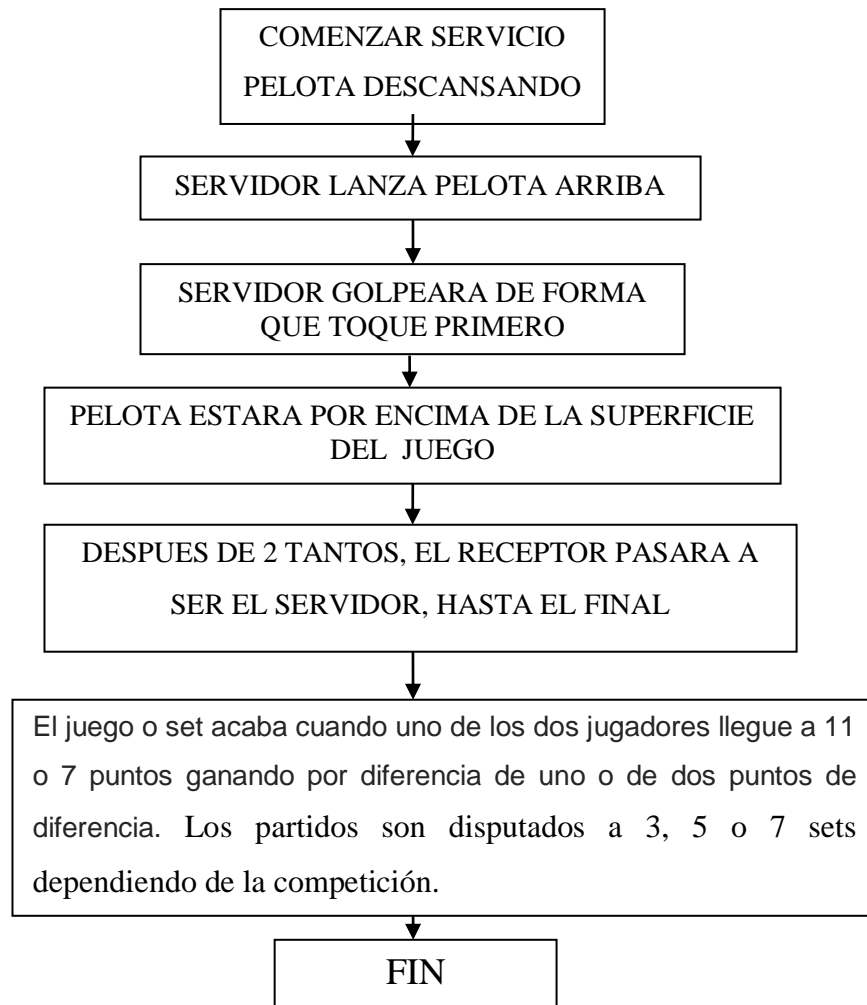 COMENZAR SERVICIO
PELOTA DESCANSANDO
SERVIDOR LANZA PELOTA ARRIBA
SERVIDOR GOLPEARA DE FORMA
QUE TOQUE PRIMERO
PELOTA ESTARA POR ENCIMA DE LA SUPERFICIE
DEL JUEGO
DESPUES DE 2 TANTOS, EL RECEPTOR PASARA A
SER EL SERVIDOR, HASTA EL FINAL
El juego o set acaba cuando uno de los dos jugadores llegue a 11
o 7 puntos ganando por diferencia de uno o de dos puntos de
diferencia. Los partidos son disputados a 3, 5 o 7 sets
dependiendo de la competición.
FIN